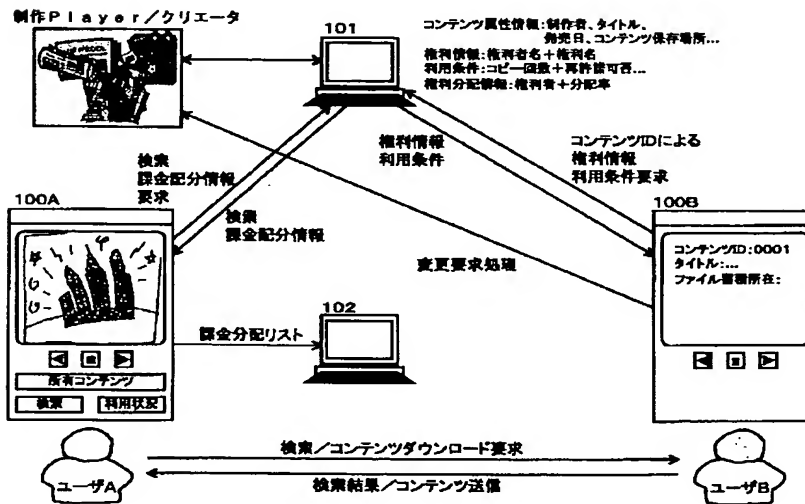 制作Player／クリエータ
101
コンテンツ属性情報:制作者、タイトル、
発売日、コンテンツ保存場所...
権利情報:権利者名+権利名
利用条件:コピー回数+再許諾可否...
権利分配情報:権利者+分配率
検索
課金配分情報
要求
検索
課金配分情報
権利情報
利用条件
コンテンツIDによる
権利情報
利用条件要求
100A
100B
コンテンツID:0001
タイトル:...
ファイル蓄積所在:
変更要求処理
102
課金分配リスト
所有コンテンツ
検索
利用状況
検索／コンテンツダウンロード要求
検索結果／コンテンツ送信
ユーザA
ユーザB